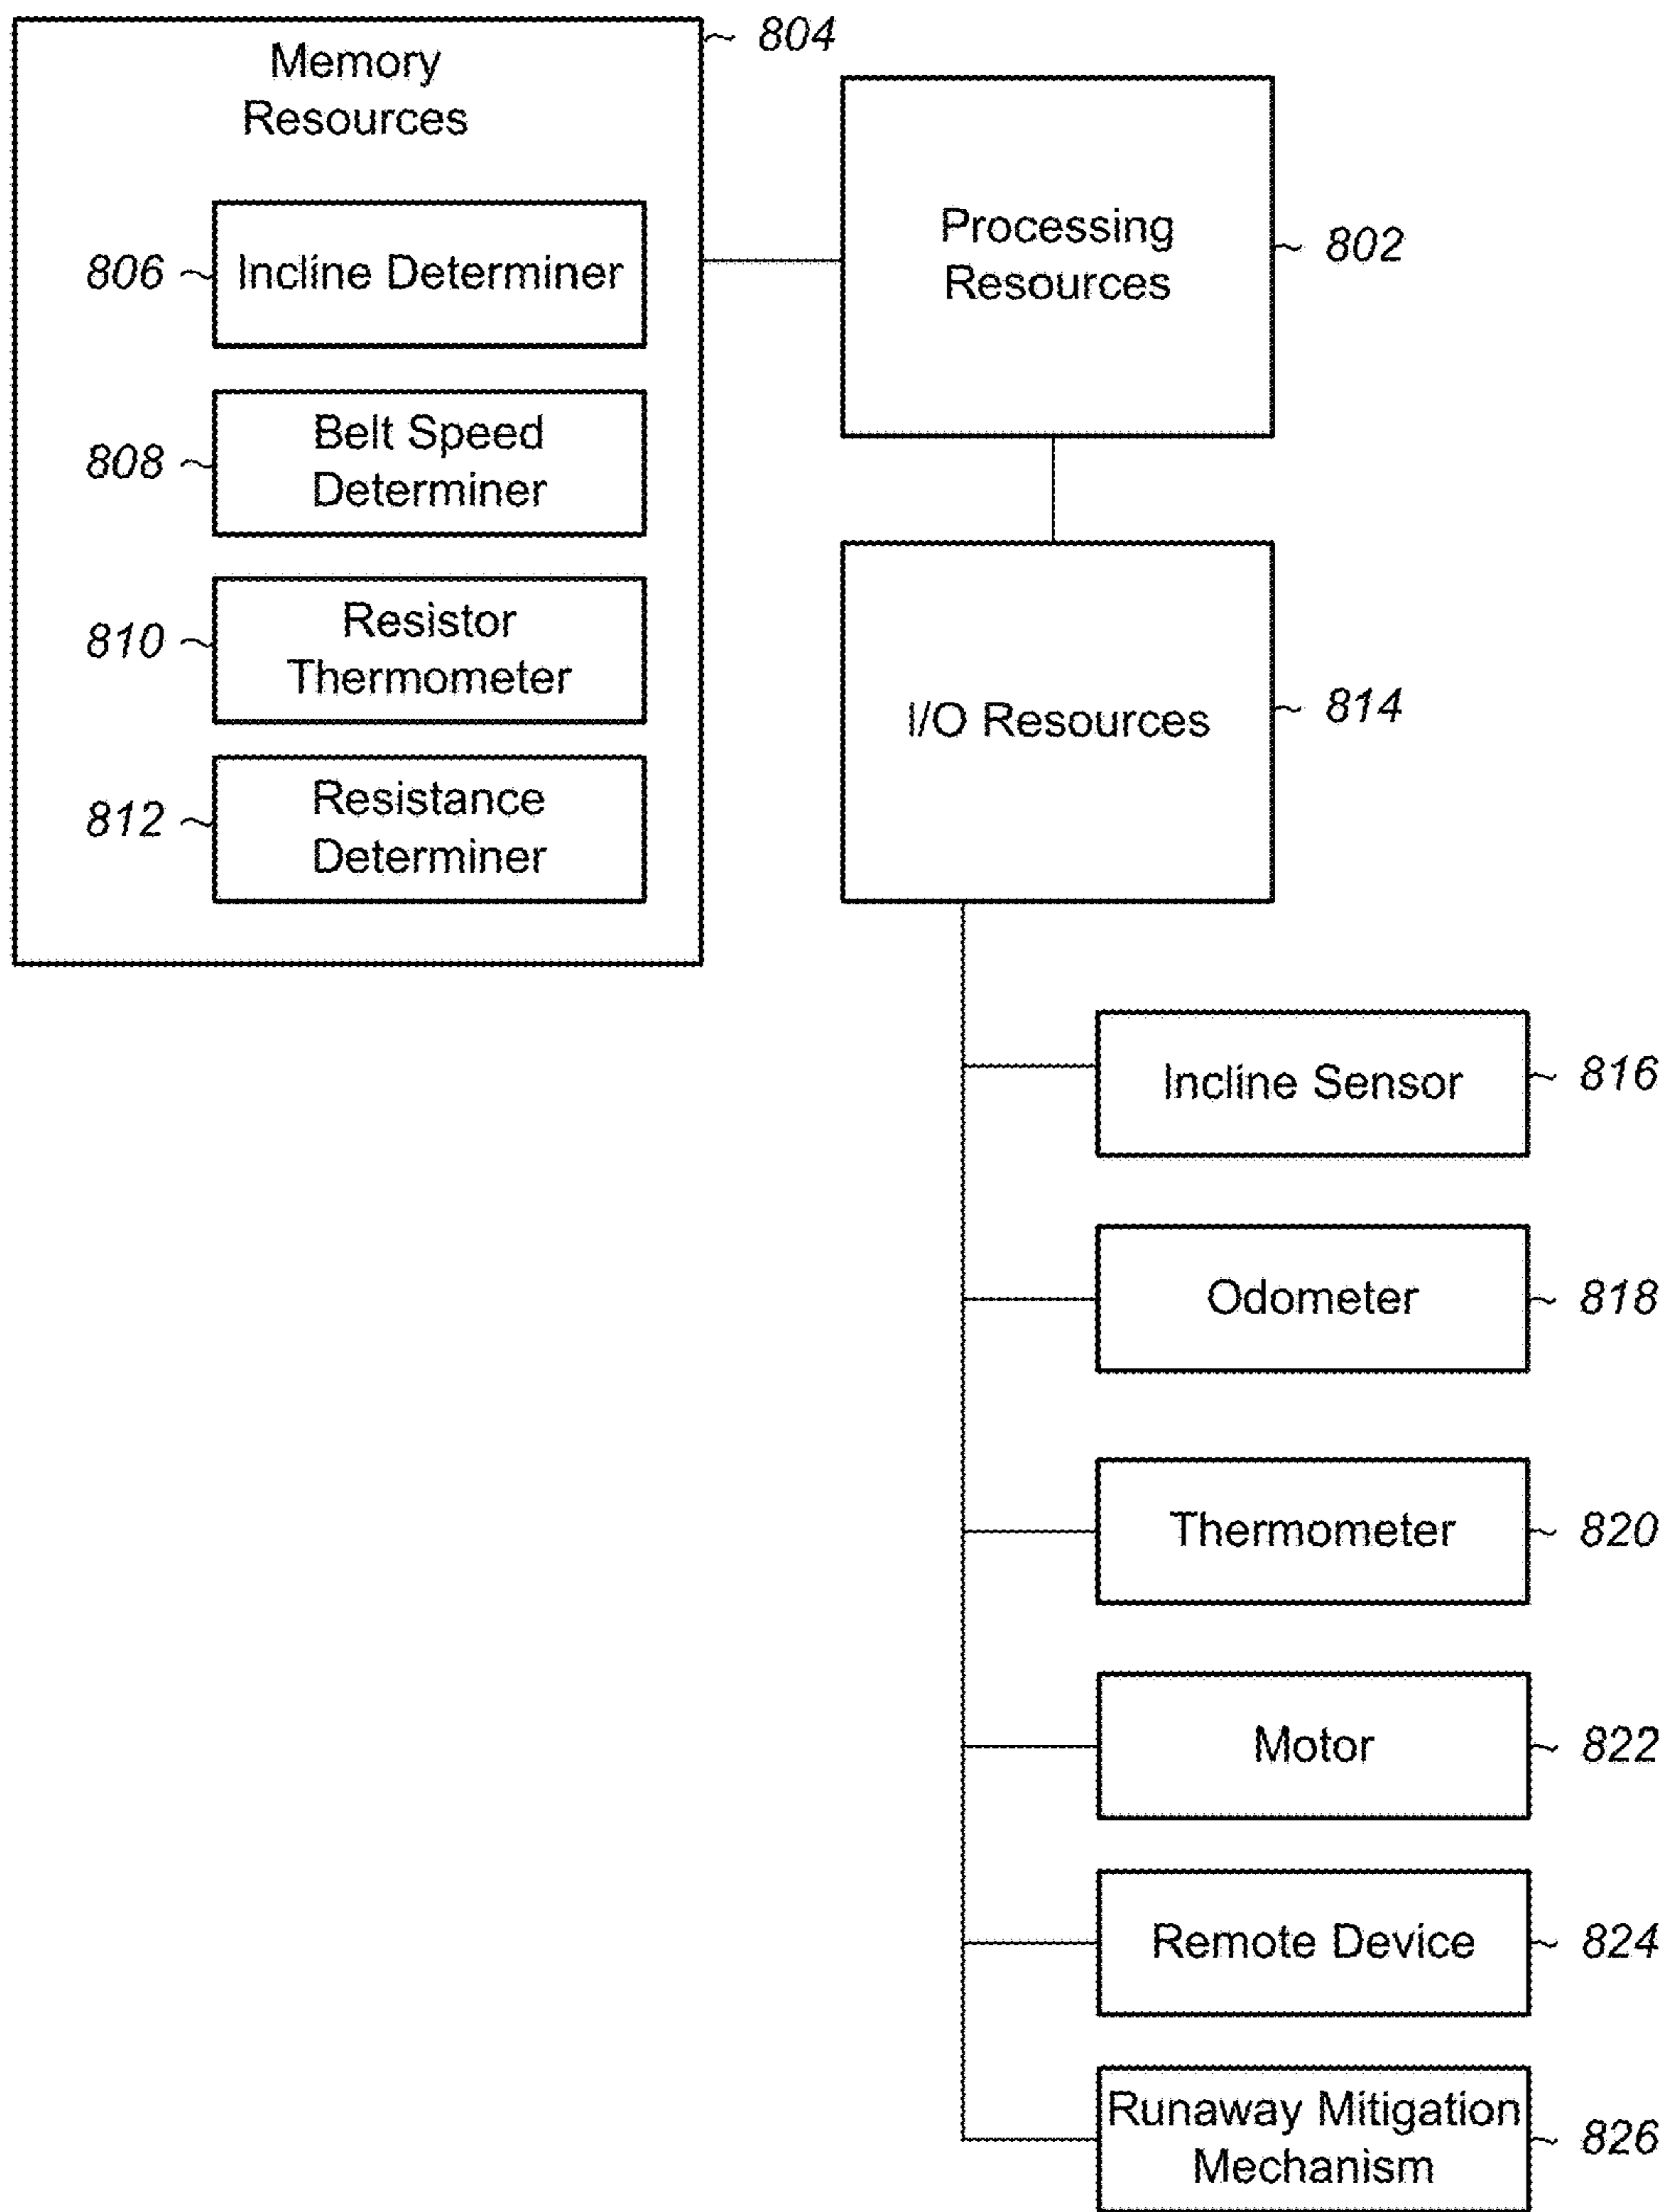 804
Memory
Resources
806
Incline Determiner
808
Belt Speed
Determiner
810
Resistor
Thermometer
812
Resistance
Determiner
Processing
Resources
802
I/O Resources
814
Incline Sensor
816
Odometer
818
Thermometer
820
Motor
822
Remote Device
824
Runaway Mitigation
Mechanism
826